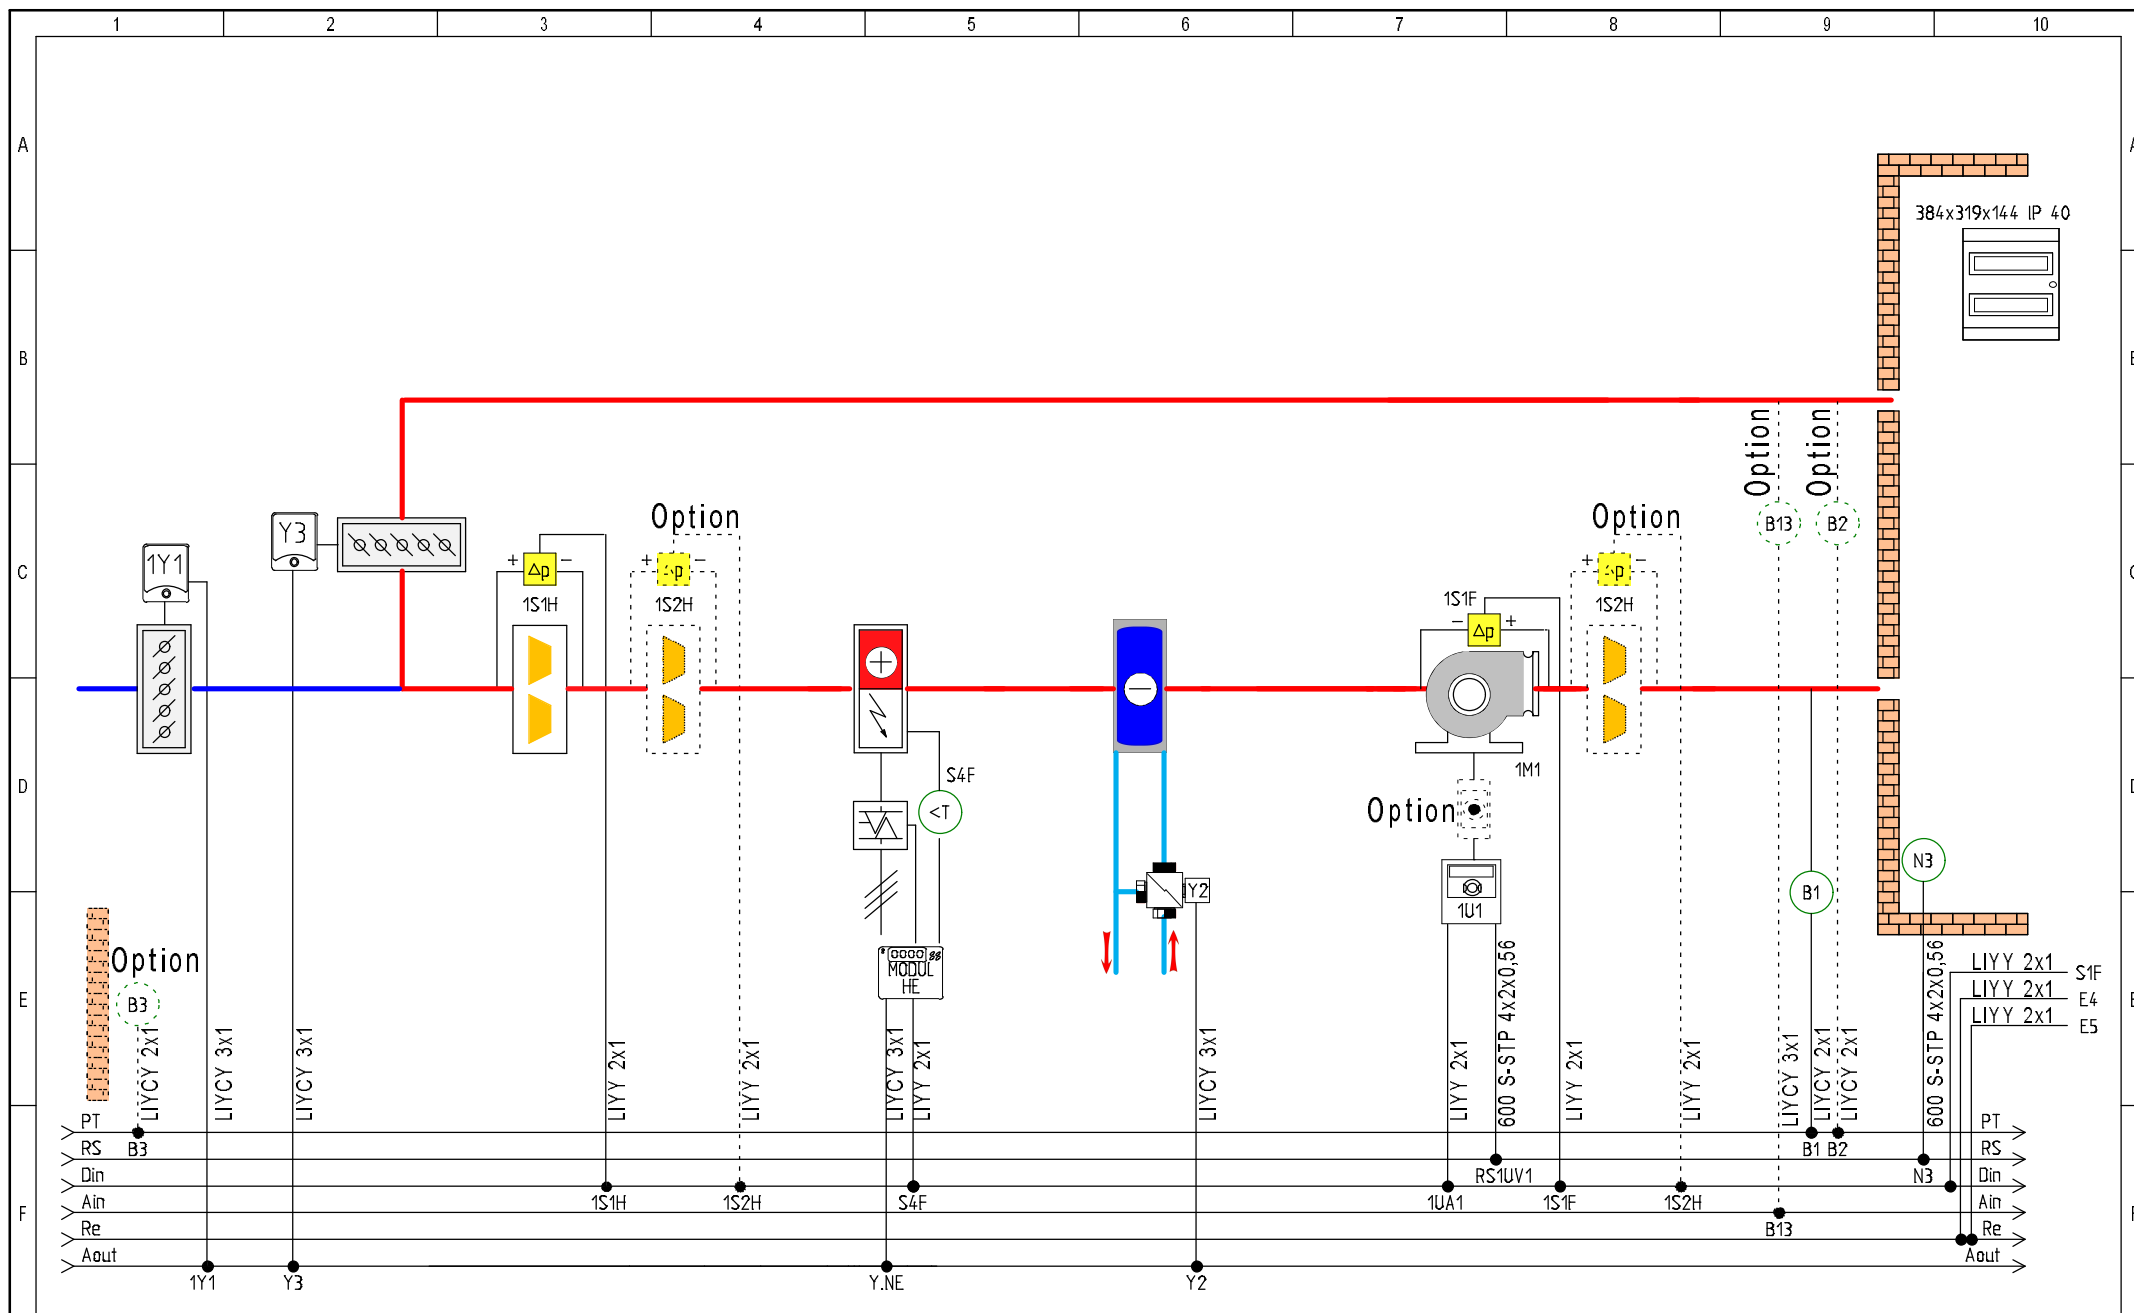 1 2 3 4 5 6 7 8 9 10
A
A
384x319x144 IP 40
B
Option Option
Option Option
Y3 B13 B2
1Y1
C
+ Δp −
+ Δp −
+ Δp −
1S1H 1S2H 1S1F 1S2H
− Δp +
D
1M1
S4F
<T
Option
N3
Y2 B1
1U1
Option
MODUL
HE
LIYY 2x1 S1F
E
LIYY 2x1 E4
B3
LIYY 2x1 E5
LIYCY 2x1
LIYCY 3x1
LIYCY 3x1
LIYY 2x1
LIYY 2x1
LIYCY 3x1
LIYY 2x1
LIYCY 3x1
LIYY 2x1
600 S-STP 4x2x0,56
LIYY 2x1
LIYY 2x1
LIYCY 3x1
LIYCY 2x1
LIYCY 2x1
600 S-STP 4x2x0,56
PT PT
B3 B1 B2
RS RS
RS1UV1 N3
Din Din
1S1H 1S2H S4F 1UA1 1S1F 1S2H
F
Ain Ain
B13
Re Re
Aout Aout
1Y1 Y3 Y.NE Y2